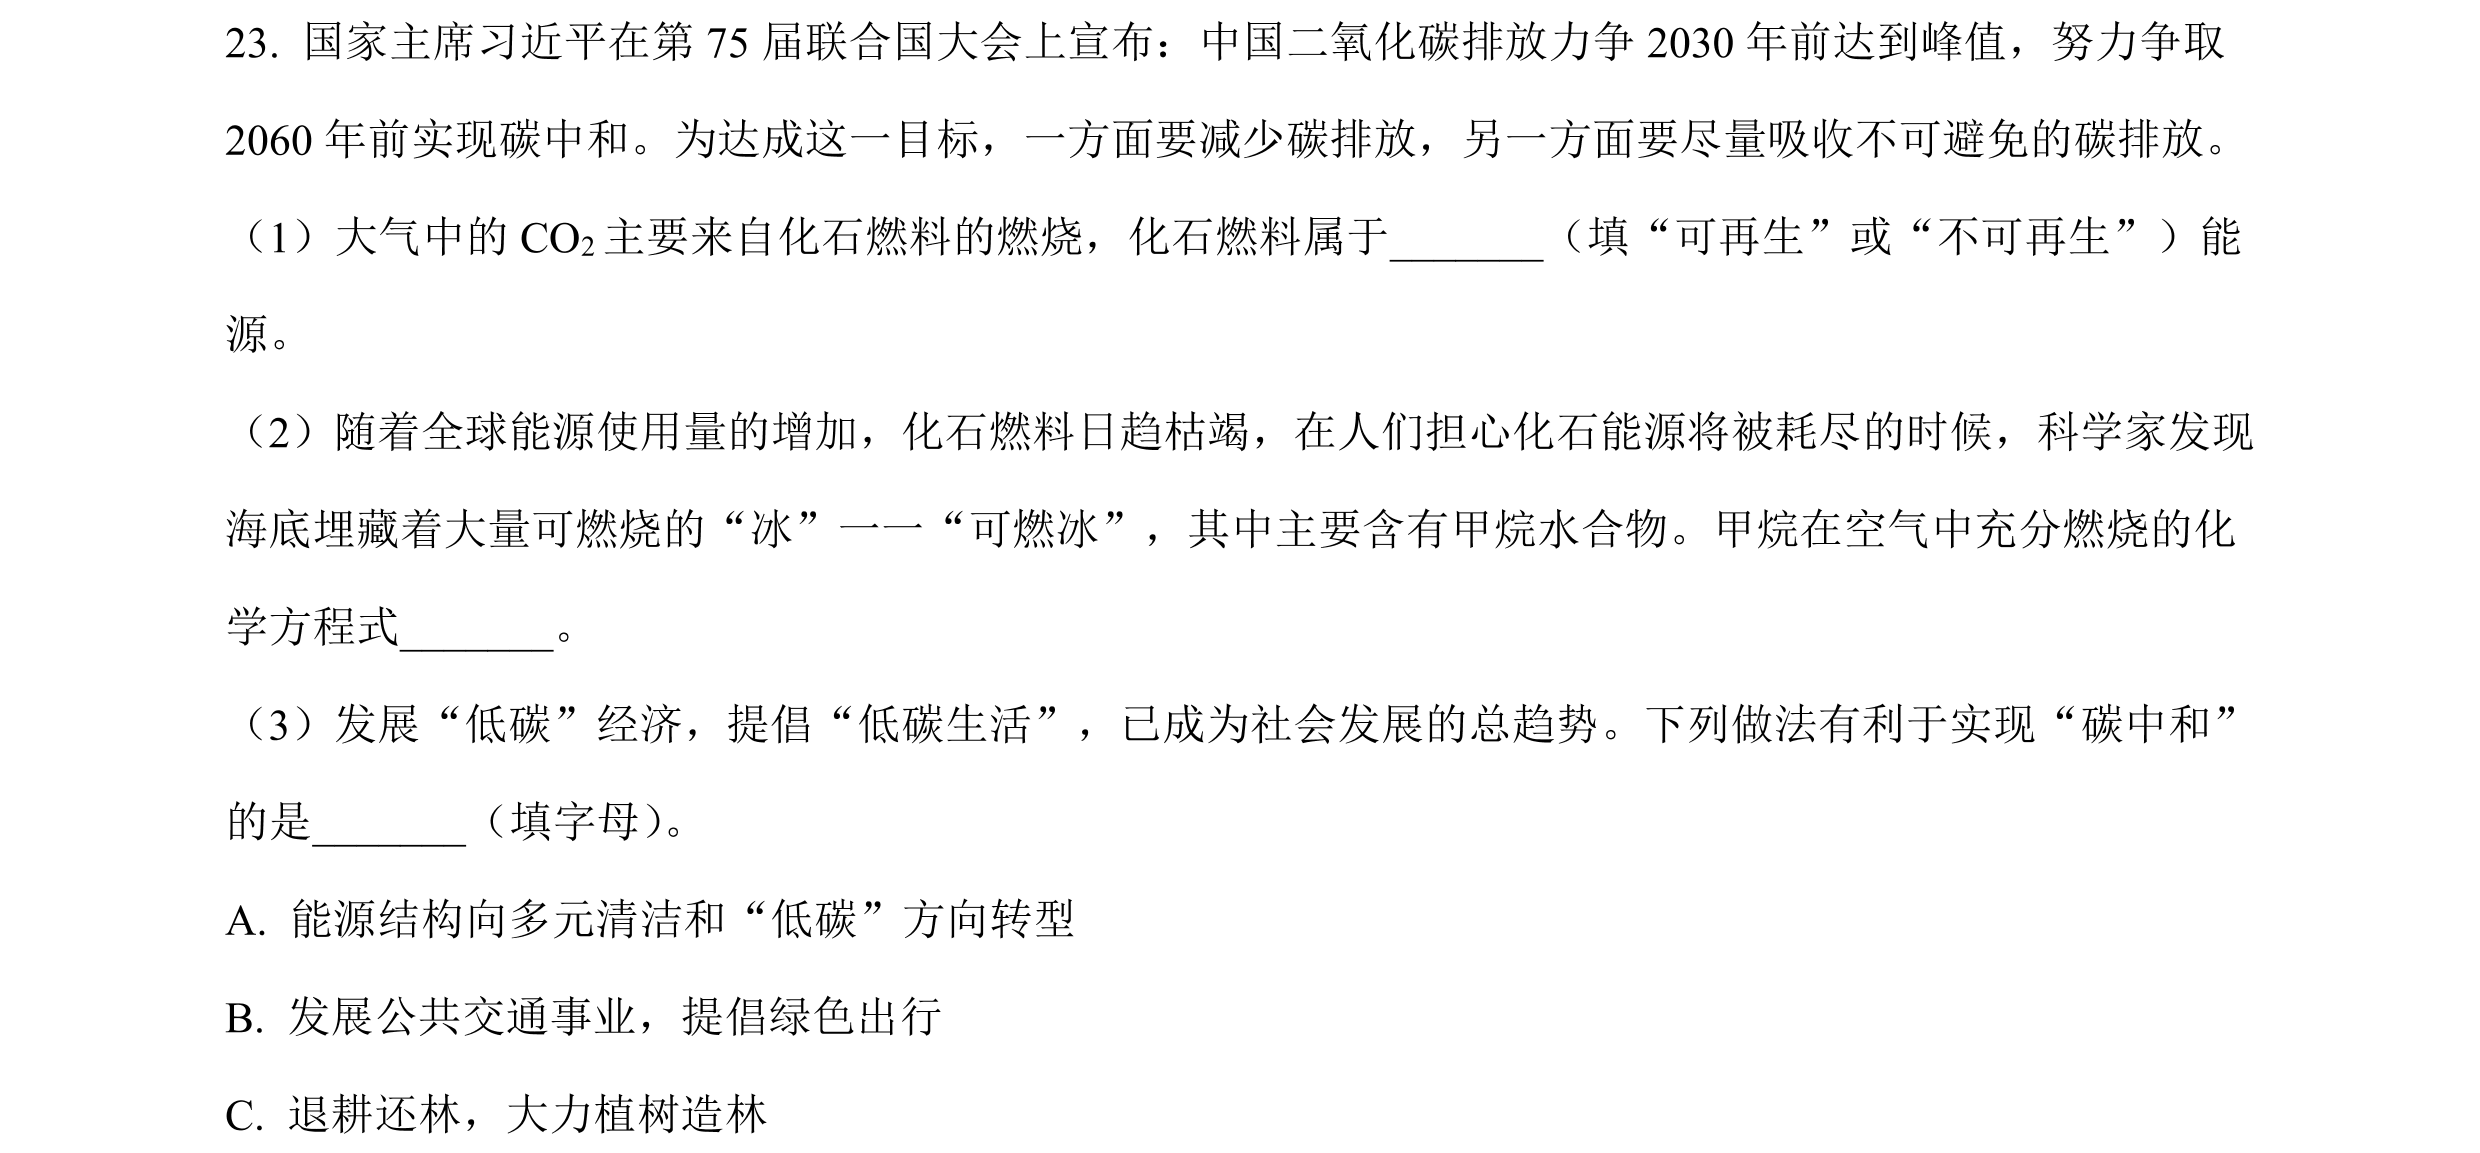 23. 国家主席习近平在第 75 届联合国大会上宣布：中国二氧化碳排放力争 2030 年前达到峰值，努力争取
2060 年前实现碳中和。为达成这一目标，一方面要减少碳排放，另一方面要尽量吸收不可避免的碳排放。
（1）大气中的 CO₂ 主要来自化石燃料的燃烧，化石燃料属于_______（填“可再生”或“不可再生”）能
源。
（2）随着全球能源使用量的增加，化石燃料日趋枯竭，在人们担心化石能源将被耗尽的时候，科学家发现
海底埋藏着大量可燃烧的“冰”一一“可燃冰”，其中主要含有甲烷水合物。甲烷在空气中充分燃烧的化
学方程式_______。
（3）发展“低碳”经济，提倡“低碳生活”，已成为社会发展的总趋势。下列做法有利于实现“碳中和”
的是_______（填字母）。
A. 能源结构向多元清洁和“低碳”方向转型
B. 发展公共交通事业，提倡绿色出行
C. 退耕还林，大力植树造林